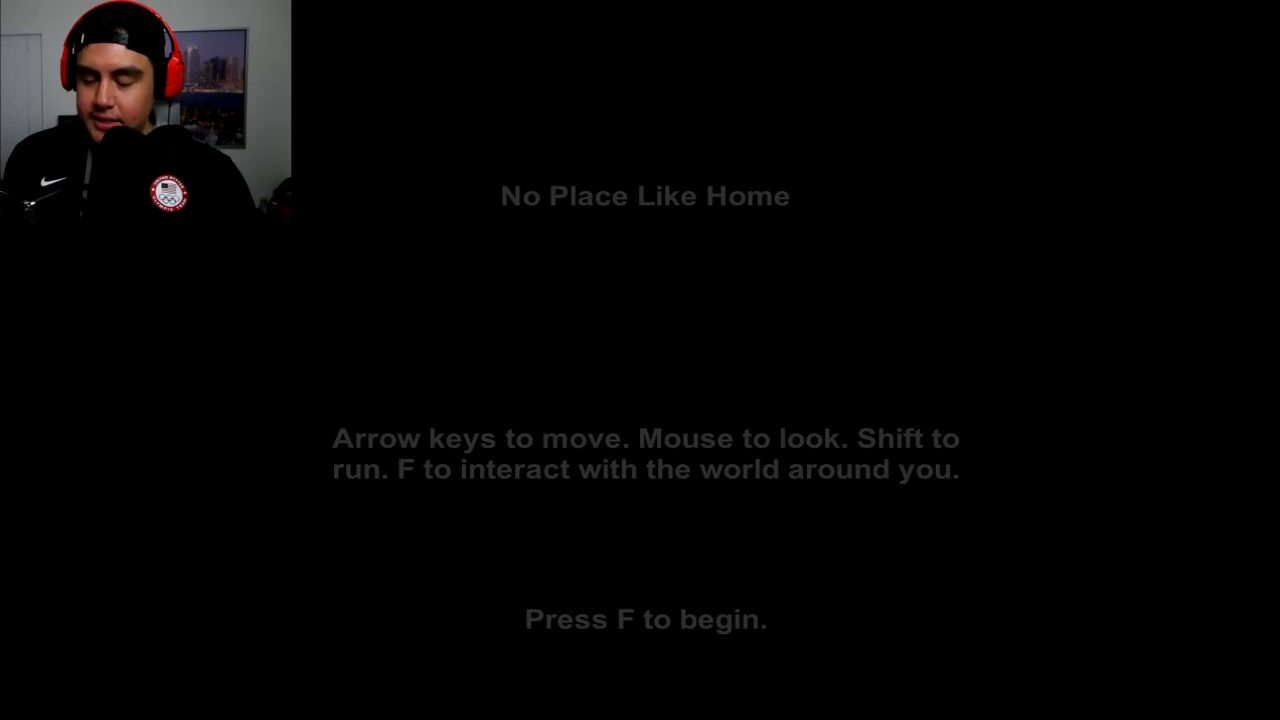 No Place Like Home
Arrow keys to move. Mouse to look. Shift to
run. F to interact with the world around you.
Press F to begin.